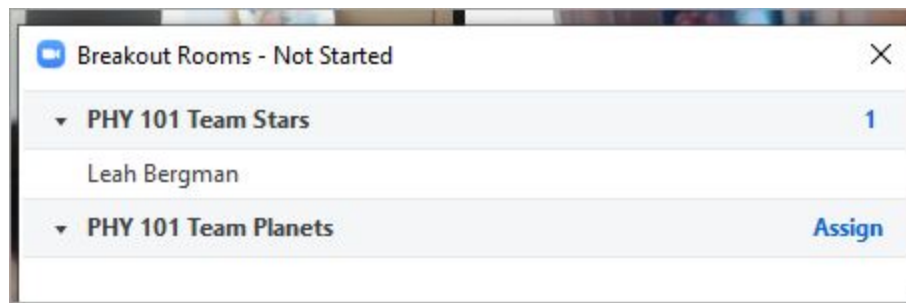 Breakout Rooms - Not Started
PHY 101 Team Stars 1
Leah Bergman
PHY 101 Team Planets Assign